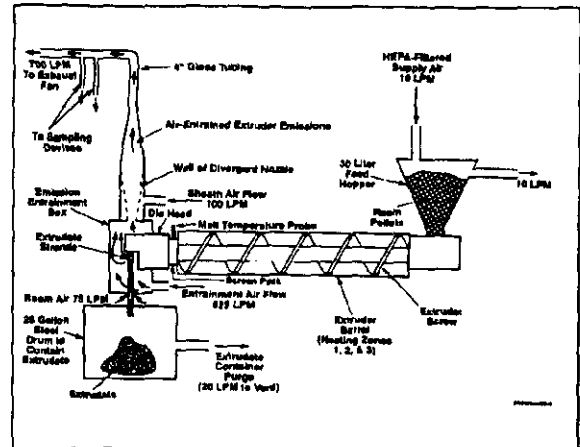 700 LPM
To Exhaust
Fan
4" Glass Tubing
To Sampling
Devices
Air-Entrained Extruder Emissions
Wall of Divergent Nozzle
Emission
Entrainment
Box
Sheath Air Flow
100 LPM
Die Head
Melt Temperature Probe
Extrudate
Strands
Screen Pack
Room Air 75 LPM
Entrainment Air Flow
625 LPM
HEPA-Filtered
Supply Air
10 LPM
30 Liter
Feed
Hopper
10 LPM
Resin
Pellets
Extruder
Barrel
(Heating Zones
1, 2, & 3)
Extruder
Screw
Steel
Drum to
Contain
Extrudate
Extrudate
Extrudate
Container
Purge
(20 LPM to Vent)